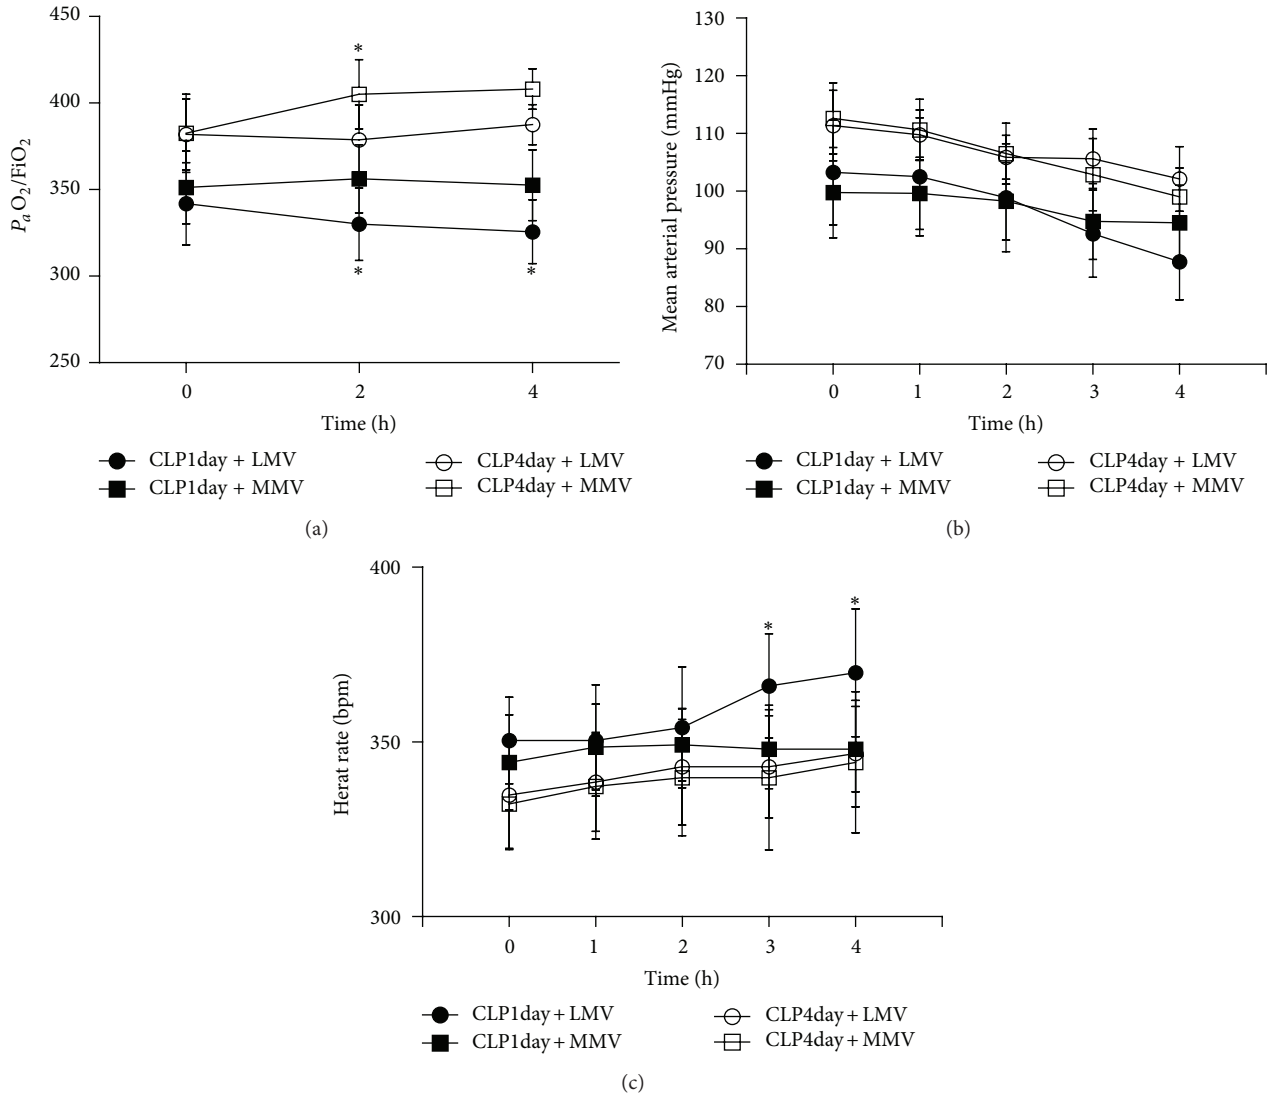 450
400
350
300
250
PaO2/FiO2
*
*
*
0 2 4
Time (h)
CLP1day + LMV
CLP1day + MMV
CLP4day + LMV
CLP4day + MMV
(a)
130
120
110
100
90
80
70
Mean arterial pressure (mmHg)
0 1 2 3 4
Time (h)
CLP1day + LMV
CLP1day + MMV
CLP4day + LMV
CLP4day + MMV
(b)
400
350
300
Herat rate (bpm)
*
*
0 1 2 3 4
Time (h)
CLP1day + LMV
CLP1day + MMV
CLP4day + LMV
CLP4day + MMV
(c)